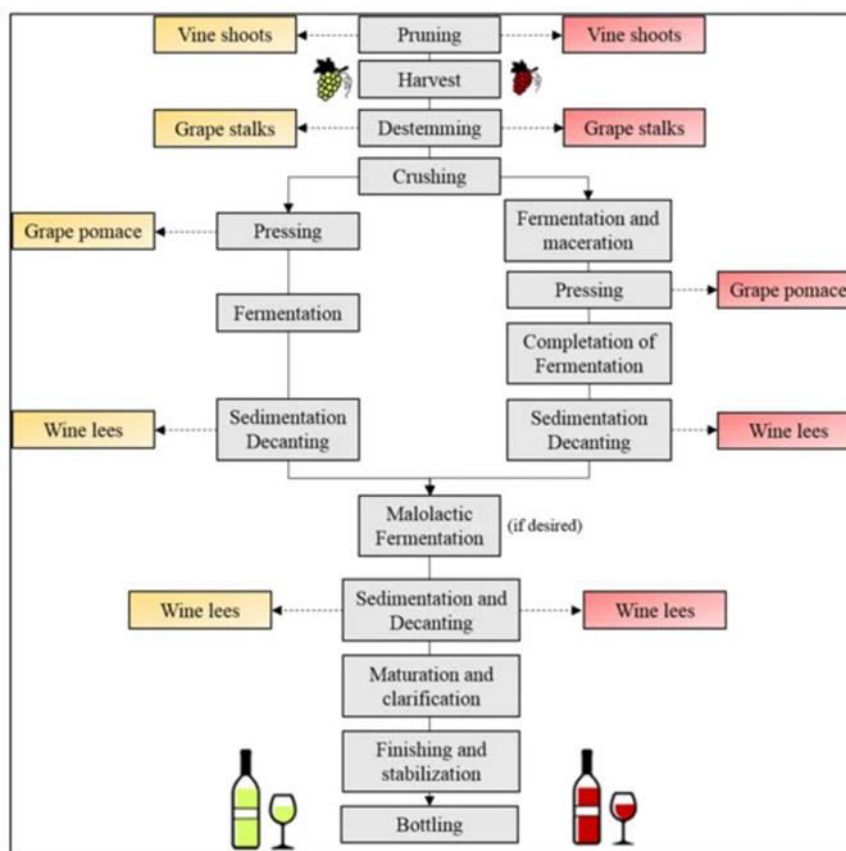 Vine shoots
Pruning
Vine shoots
Harvest
Grape stalks
Destemming
Grape stalks
Crushing
Grape pomace
Pressing
Fermentation and
maceration
Pressing
Grape pomace
Fermentation
Completation of
Fermentation
Wine lees
Sedimentation
Decanting
Sedimentation
Decanting
Wine lees
Malolactic
Fermentation
(if desired)
Wine lees
Sedimentation and
Decanting
Wine lees
Maturation and
clarification
Finishing and
stabilization
Bottling